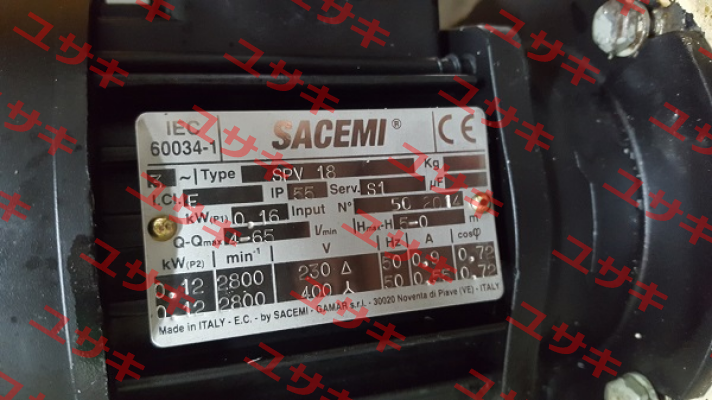 IEC
60034-1
SACEMI®
CE
3 ~ Type SPV 18 Kg
I.Cl. F IP 55 Serv. S1 µF
kW(P1) 0,16 Input N° 50 2014
Q-Qmax 4-65 l/min Hmax-H 5-0 m
kW(P2) min⁻¹ V Hz A cosφ
0,12 2800 230 Δ 50 0,9 0,72
0,12 2800 400 Y 50 0,55 0,72
Made in ITALY - E.C. - by SACEMI - GAMAR s.r.l. - 30020 Noventa di Piave (VE) - ITALY
ユサキ